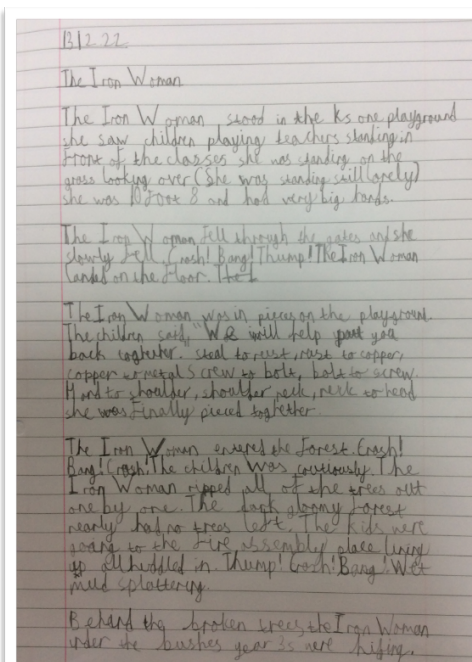 13|2.22
The Iron Woman
The Iron Woman stood in the ks one playground
she saw children playing teachers standing in
front of the classes she was standing on the
grass looking over (She was standing still lonely)
she was 10 foot 8 and had very big hands.
The Iron Woman fell through the gates and she
slowly fell. Crash! Bang! Thump! The Iron Woman
landed on the floor. The I
The Iron Woman was in pieces on the playground.
The children said, "We will help put you
back togheter. steal to rust, rust to copper,
copper to metal screw to bolt, bolt to screw.
Hand to shoulder, shoulder neck, neck to head
she was finally pieced toghether.
The Iron Woman entered the forest. Crash!
Bang! Crash! The children was coutiously. The
Iron Woman ripped all of the trees out
one by one. The dark gloomy forest
nearly had no trees left. The kids were
going to the fire assembly place lining
up all huddled in. Thump! Crash! Bang! Wet
mud splattering.
Behand the broken trees, the Iron Woman
under the bushes year 3s were hiding.